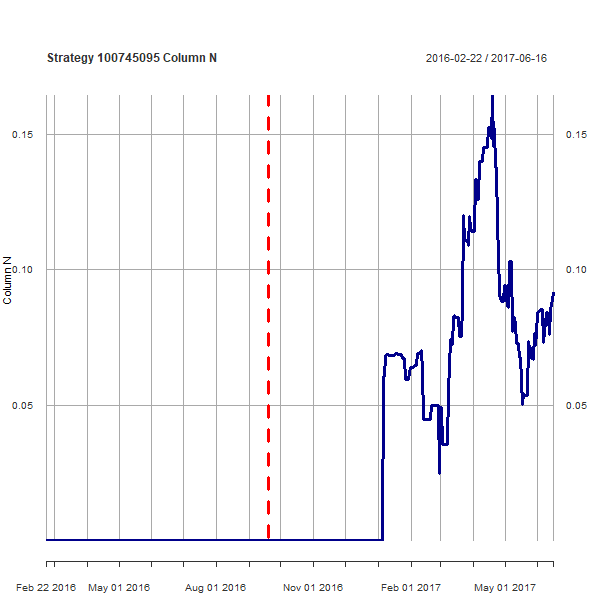 Strategy 100745095 Column N
2016-02-22 / 2017-06-16
0.15
0.15
0.10
0.10
Column N
0.05
0.05
Feb 22 2016
May 01 2016
Aug 01 2016
Nov 01 2016
Feb 01 2017
May 01 2017